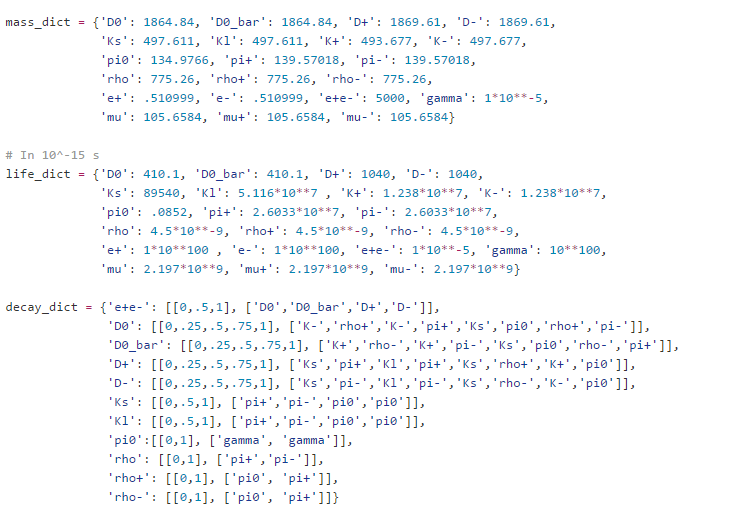 mass_dict = {'D0': 1864.84, 'D0_bar': 1864.84, 'D+': 1869.61, 'D-': 1869.61,
'Ks': 497.611, 'Kl': 497.611, 'K+': 493.677, 'K-': 497.677,
'pi0': 134.9766, 'pi+': 139.57018, 'pi-': 139.57018,
'rho': 775.26, 'rho+': 775.26, 'rho-': 775.26,
'e+': .510999, 'e-': .510999, 'e+e-': 5000, 'gamma': 1*10**-5,
'mu': 105.6584, 'mu+': 105.6584, 'mu-': 105.6584}
# In 10^-15 s
life_dict = {'D0': 410.1, 'D0_bar': 410.1, 'D+': 1040, 'D-': 1040,
'Ks': 89540, 'Kl': 5.116*10**7 , 'K+': 1.238*10**7, 'K-': 1.238*10**7,
'pi0': .0852, 'pi+': 2.6033*10**7, 'pi-': 2.6033*10**7,
'rho': 4.5*10**-9, 'rho+': 4.5*10**-9, 'rho-': 4.5*10**-9,
'e+': 1*10**100 , 'e-': 1*10**100, 'e+e-': 1*10**-5, 'gamma': 10**100,
'mu': 2.197*10**9, 'mu+': 2.197*10**9, 'mu-': 2.197*10**9}
decay_dict = {'e+e-': [[0,.5,1], ['D0','D0_bar','D+','D-']],
'D0': [[0,.25,.5,.75,1], ['K-','rho+','K-','pi+','Ks','pi0','rho+','pi-']],
'D0_bar': [[0,.25,.5,.75,1], ['K+','rho-','K+','pi-','Ks','pi0','rho-','pi+']],
'D+': [[0,.25,.5,.75,1], ['Ks','pi+','Kl','pi+','Ks','rho+','K+','pi0']],
'D-': [[0,.25,.5,.75,1], ['Ks','pi-','Kl','pi-','Ks','rho-','K-','pi0']],
'Ks': [[0,.5,1], ['pi+','pi-','pi0','pi0']],
'Kl': [[0,.5,1], ['pi+','pi-','pi0','pi0']],
'pi0':[[0,1], ['gamma', 'gamma']],
'rho': [[0,1], ['pi+','pi-']],
'rho+': [[0,1], ['pi0', 'pi+']],
'rho-': [[0,1], ['pi0', 'pi+']]}